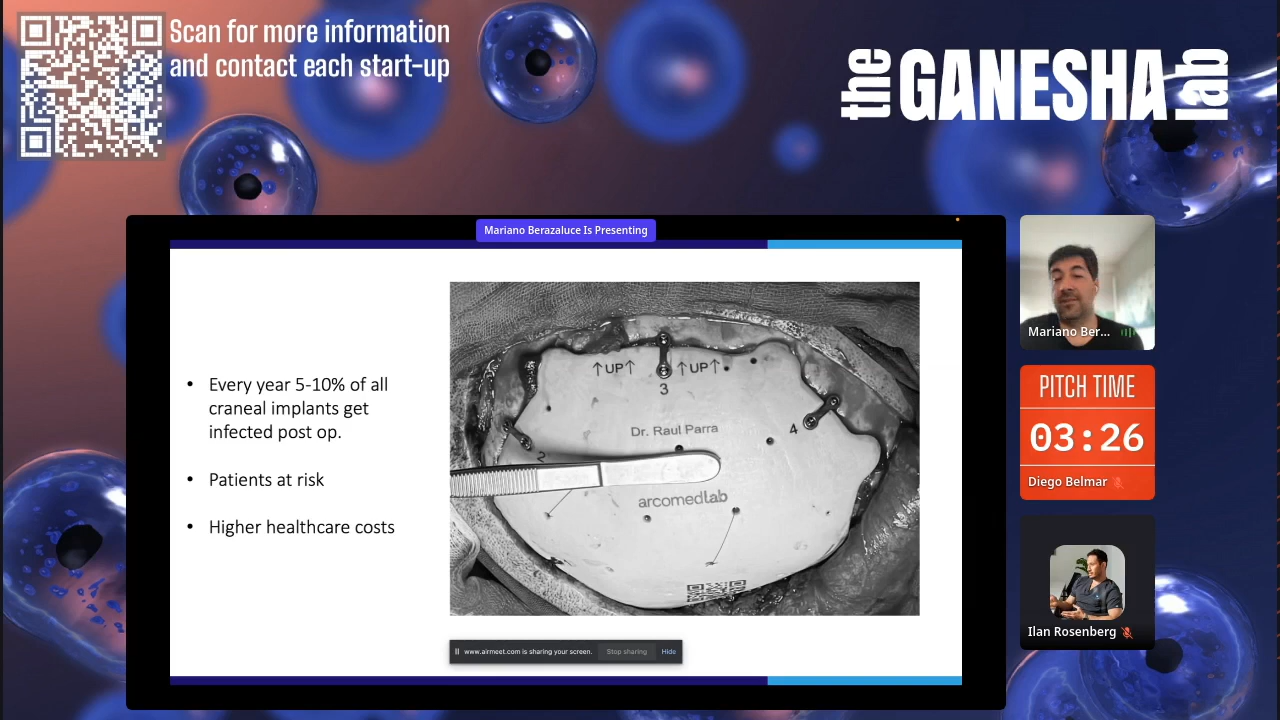 Scan for more information
and contact each start-up
the GANESHA lab
Mariano Berazaluce Is Presenting
• Every year 5-10% of all
craneal implants get
infected post op.
• Patients at risk
• Higher healthcare costs
↑UP↑ ↑UP↑
3
4
2
Dr. Raul Parra
arcomedlab
www.airmeet.com is sharing your screen. Stop sharing Hide
Mariano Ber...
PITCH TIME
03:26
Diego Belmar
Ilan Rosenberg